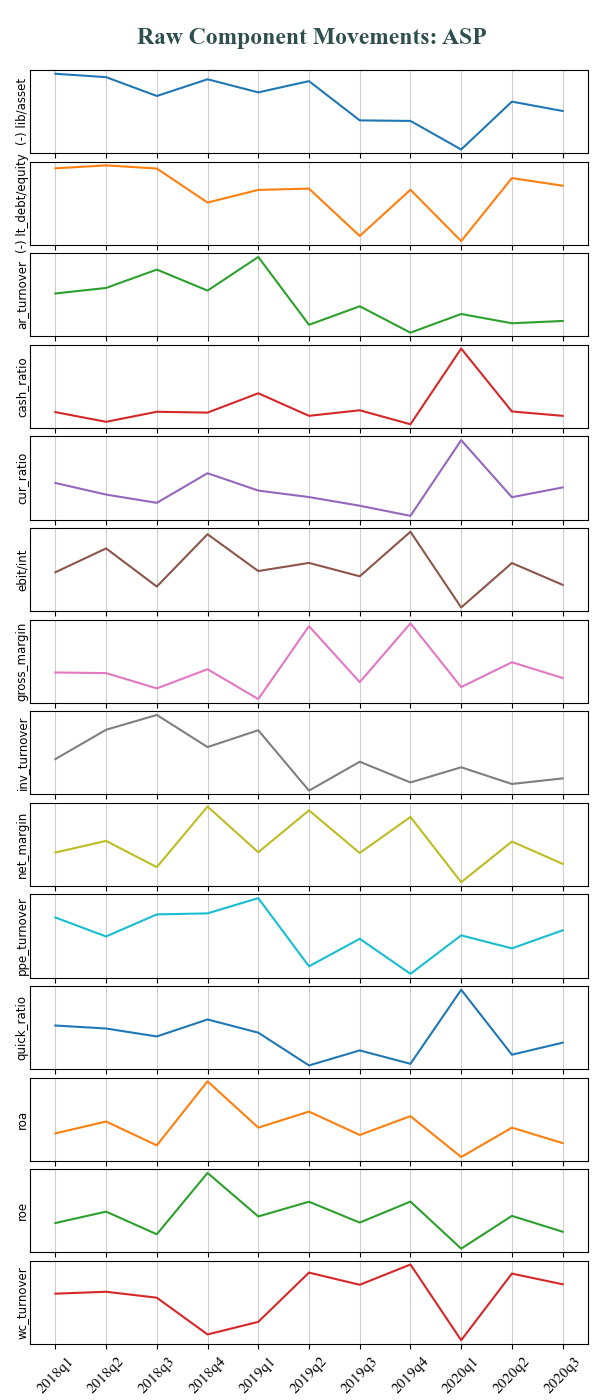 Raw Component Movements: ASP
(-) lib/asset
(-) lt_debt/equity
ar_turnover
cash_ratio
cur_ratio
ebit/int
gross_margin
inv_turnover
net_margin
ppe_turnover
quick_ratio
roa
roe
wc_turnover
2018q1 2018q2 2018q3 2018q4 2019q1 2019q2 2019q3 2019q4 2020q1 2020q2 2020q3